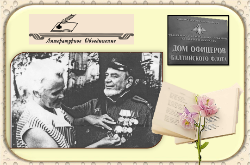 Литературное Объединение
ДОМ ОФИЦЕРОВ
БАЛТИЙСКОГО ФЛОТА